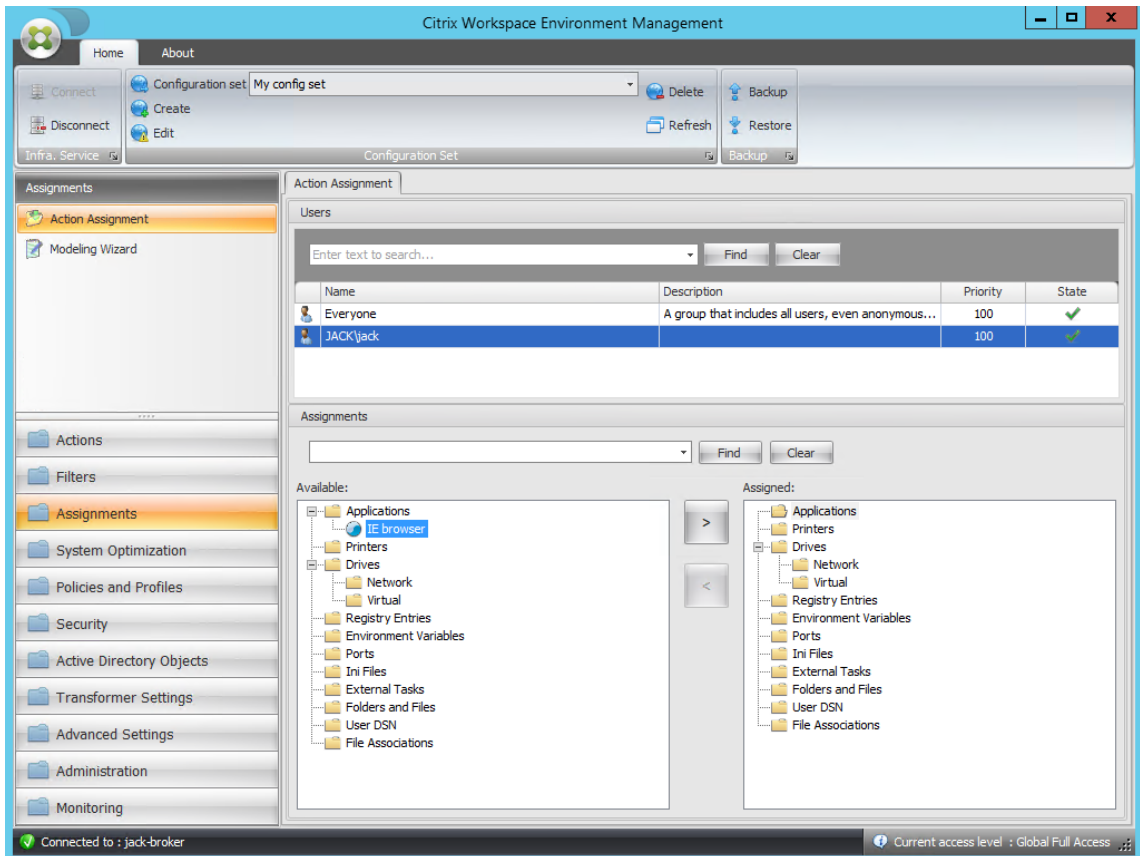 Citrix Workspace Environment Management
Home About
Connect
Disconnect
Infra. Service
Configuration set My config set
Create
Edit
Delete
Refresh
Configuration Set
Backup
Restore
Backup
Assignments
Action Assignment
Modeling Wizard
Actions
Filters
Assignments
System Optimization
Policies and Profiles
Security
Active Directory Objects
Transformer Settings
Advanced Settings
Administration
Monitoring
Action Assignment
Users
Enter text to search... Find Clear
Name Description Priority State
Everyone A group that includes all users, even anonymous... 100
JACK\jack 100
Assignments
Find Clear
Available:
Applications
IE browser
Printers
Drives
Network
Virtual
Registry Entries
Environment Variables
Ports
Ini Files
External Tasks
Folders and Files
User DSN
File Associations
>
<
Assigned:
Applications
Printers
Drives
Network
Virtual
Registry Entries
Environment Variables
Ports
Ini Files
External Tasks
Folders and Files
User DSN
File Associations
Connected to : jack-broker
Current access level : Global Full Access